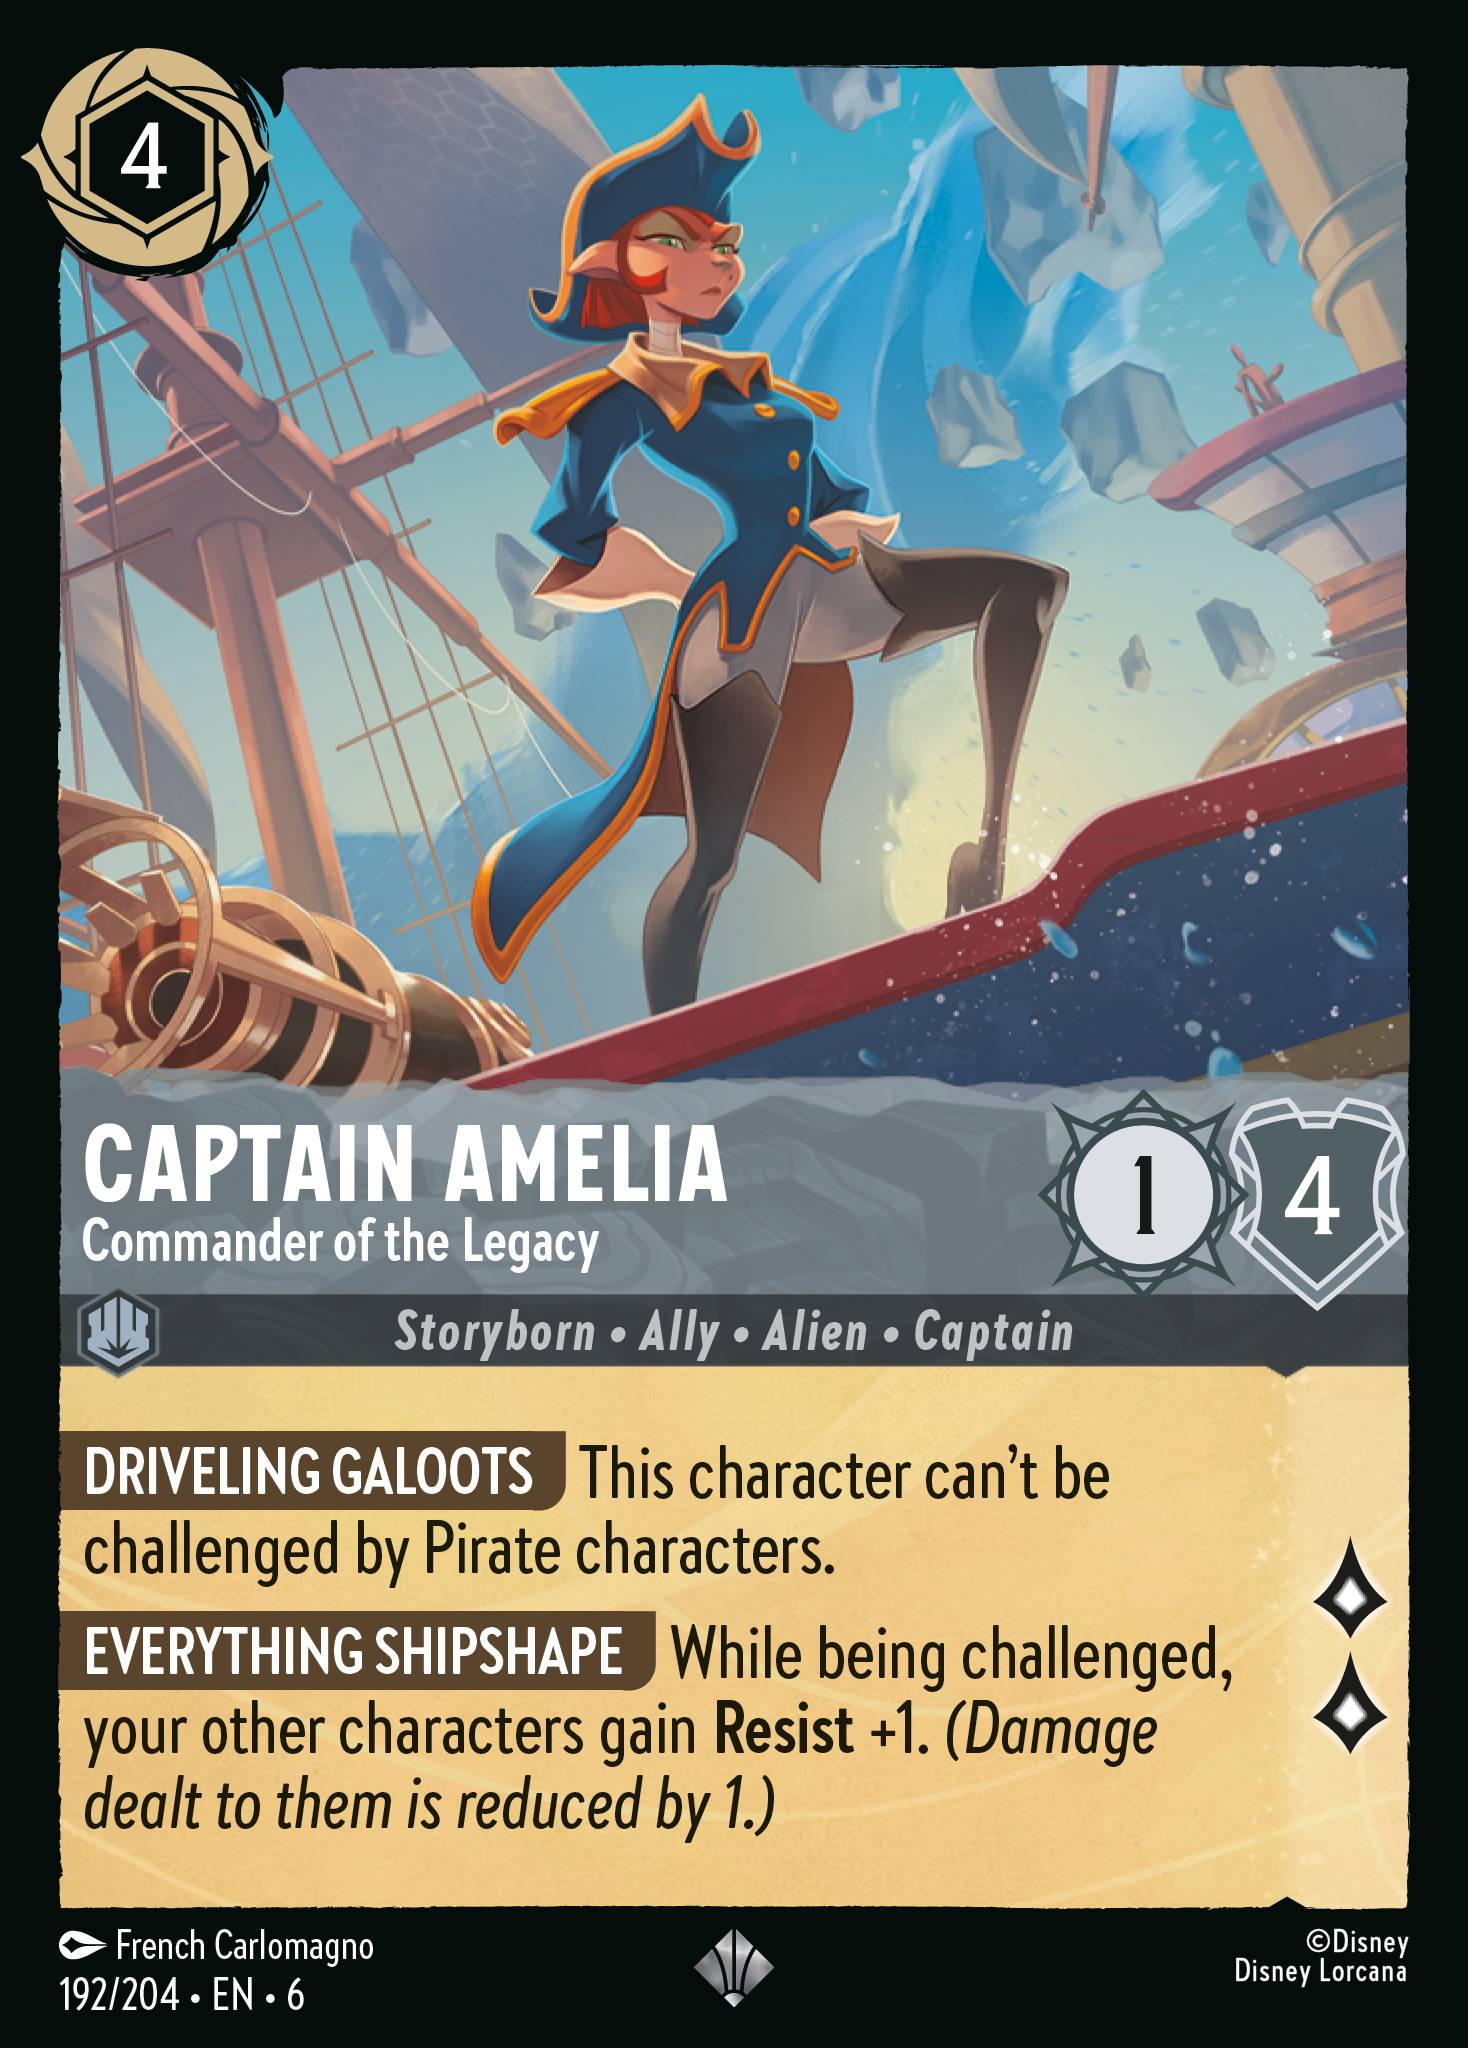 4
CAPTAIN AMELIA
Commander of the Legacy
1
4
Storyborn • Ally • Alien • Captain
DRIVELING GALOOTS This character can’t be
challenged by Pirate characters.
EVERYTHING SHIPSHAPE While being challenged,
your other characters gain Resist +1. (Damage
dealt to them is reduced by 1.)
French Carlomagno
192/204 • EN • 6
©Disney
Disney Lorcana